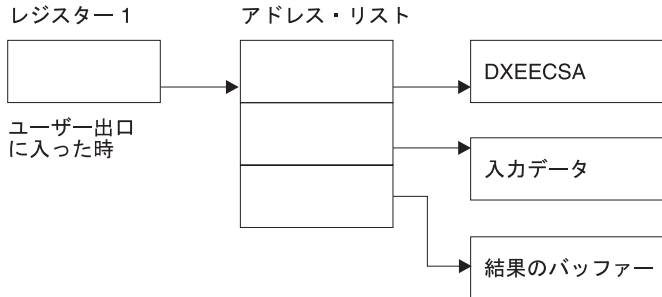 レジスター 1
アドレス・リスト
DXEECSA
ユーザー出口
に入った時
入力データ
結果のバッファー